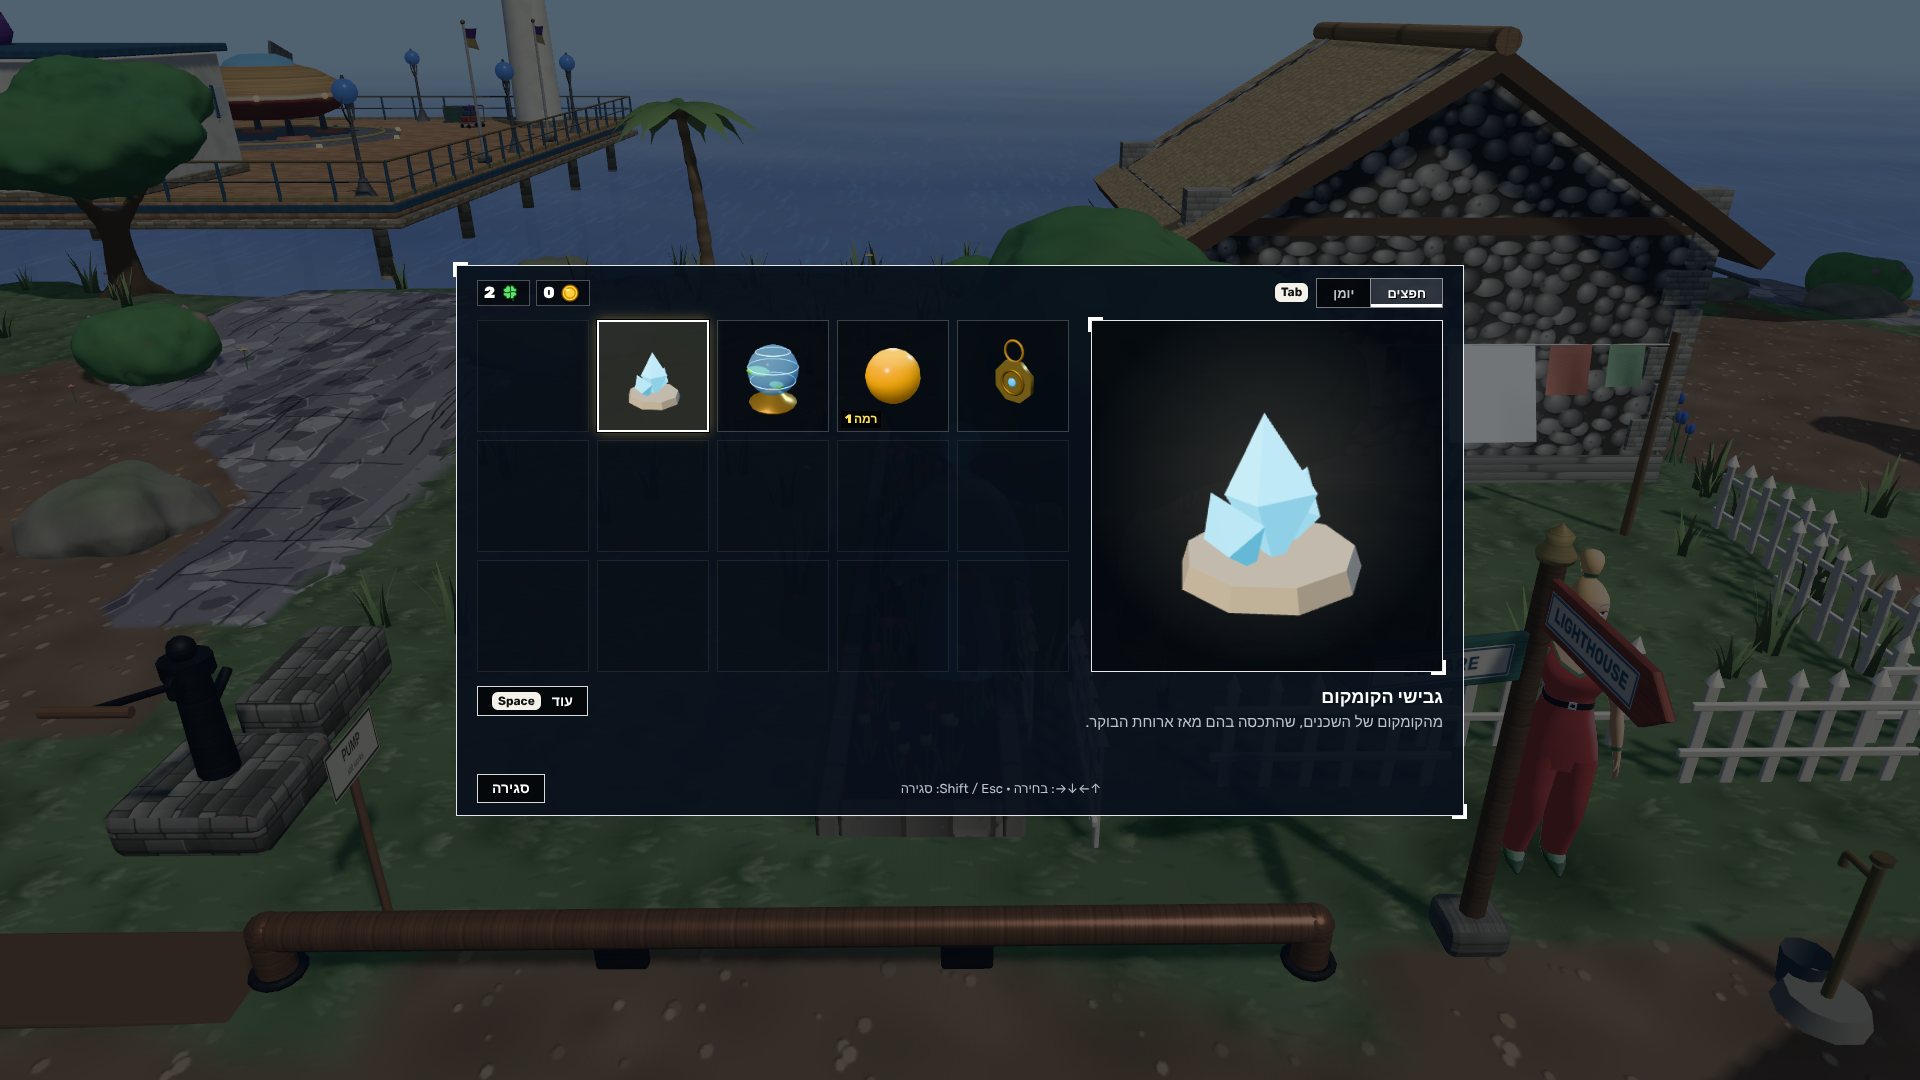 חפצים
יומן
Tab
0
2
רמה 1
גבישי הקומקום
מהקומקום של השכנים, שהתכסה בהם מאז ארוחת הבוקר.
עוד Space
↑←↓→: בחירה • Shift / Esc: סגירה
סגירה
LIGHTHOUSE
PUMP